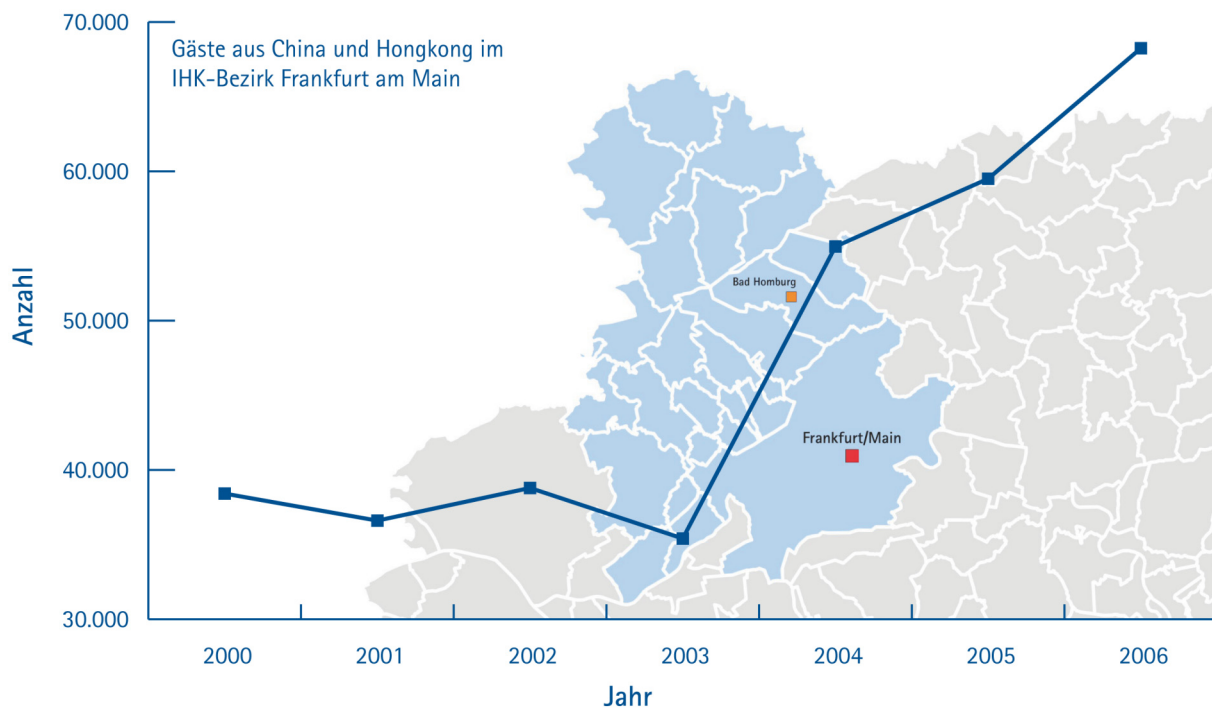 70.000
Gäste aus China und Hongkong im
IHK-Bezirk Frankfurt am Main
60.000
Bad Homburg
50.000
Anzahl
Frankfurt/Main
40.000
30.000
2000 2001 2002 2003 2004 2005 2006
Jahr